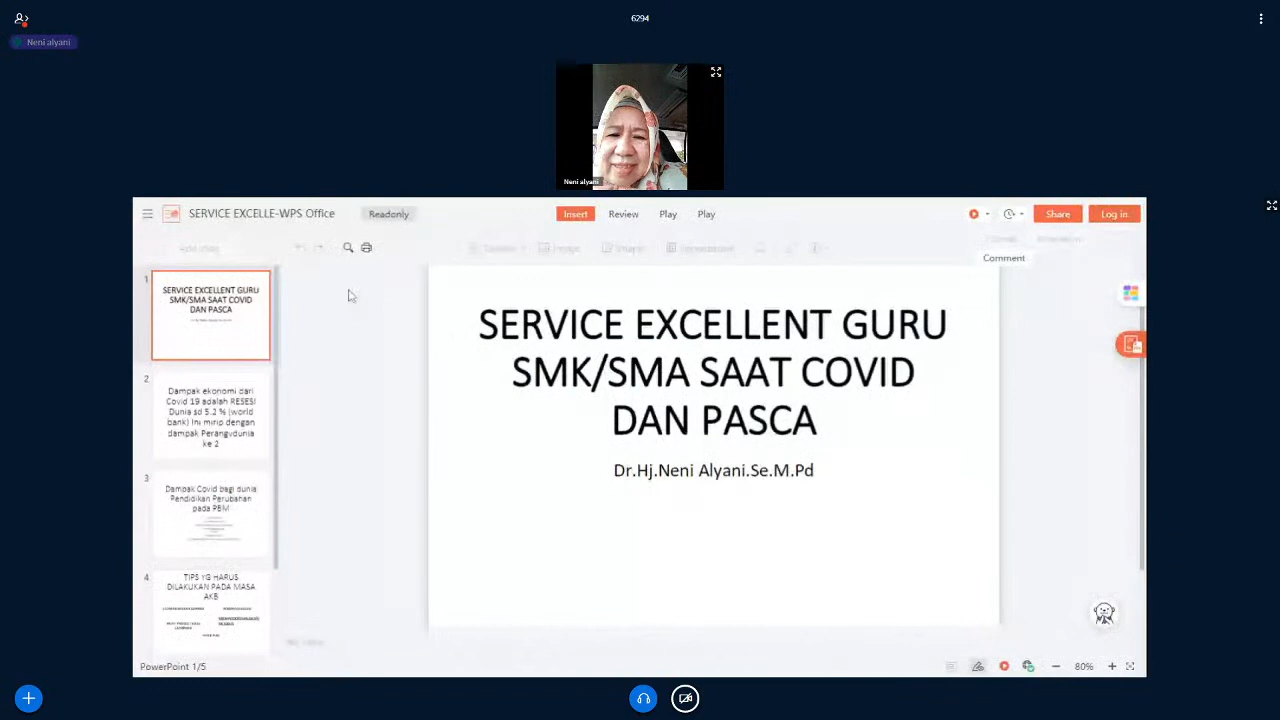 6294
Neni alyani
Neni alyani
SERVICE EXCELLE-WPS Office
Readonly
Insert
Review
Play
Play
Share
Log in
Comment
1
SERVICE EXCELLENT GURU
SMK/SMA SAAT COVID
DAN PASCA
2
Dampak ekonomi dari
Covid 19 adalah RESESI
Dunia sd 5.2 % (world
bank) Ini mirip dengan
dampak Perangvdunia
ke 2
3
Dampak Covid bagi dunia
Pendidikan Perubahan
pada PBM
4
TIPS YG HARUS
DILAKUKAN PADA MASA
AKB
SERVICE EXCELLENT GURU
SMK/SMA SAAT COVID
DAN PASCA
Dr.Hj.Neni Alyani.Se.M.Pd
PowerPoint 1/5
80%